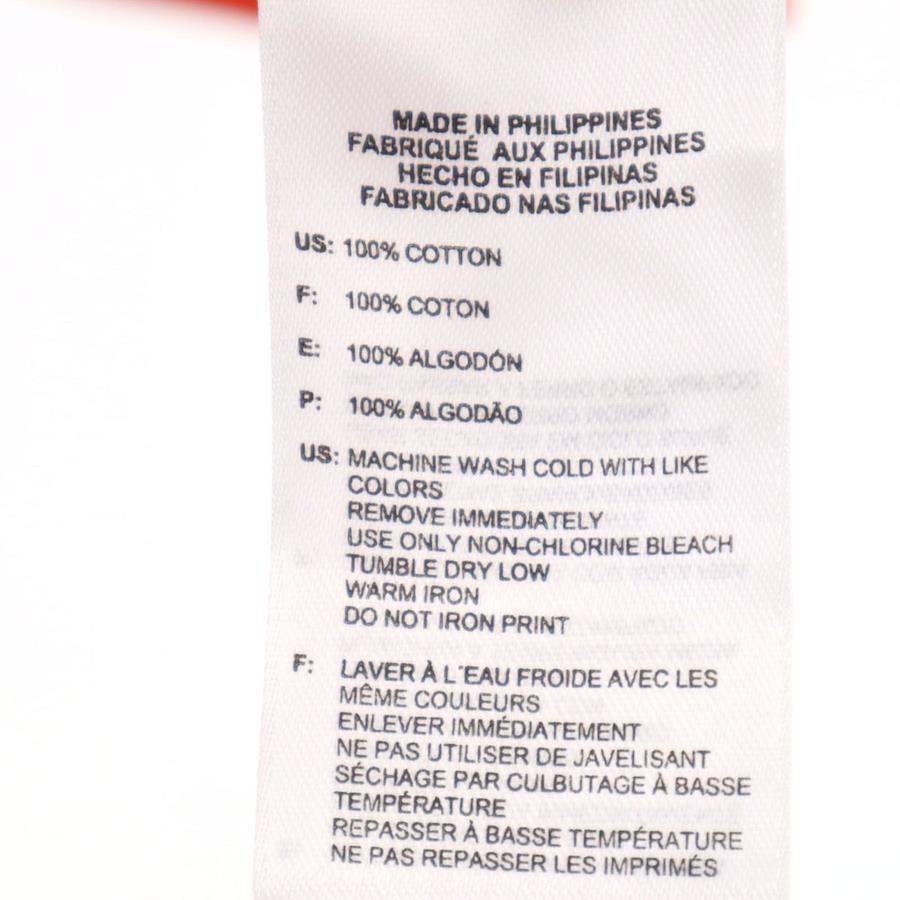 MADE IN PHILIPPINES
FABRIQUÉ AUX PHILIPPINES
HECHO EN FILIPINAS
FABRICADO NAS FILIPINAS
US: 100% COTTON
F: 100% COTON
E: 100% ALGODÓN
P: 100% ALGODÃO
US: MACHINE WASH COLD WITH LIKE
COLORS
REMOVE IMMEDIATELY
USE ONLY NON-CHLORINE BLEACH
TUMBLE DRY LOW
WARM IRON
DO NOT IRON PRINT
F: LAVER À L´EAU FROIDE AVEC LES
MÊME COULEURS
ENLEVER IMMÉDIATEMENT
NE PAS UTILISER DE JAVELISANT
SÉCHAGE PAR CULBUTAGE À BASSE
TEMPÉRATURE
REPASSER À BASSE TEMPÉRATURE
NE PAS REPASSER LES IMPRIMÉS